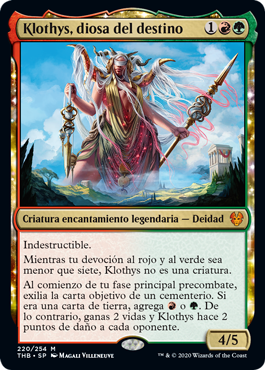 Klothys, diosa del destino 1
Criatura encantamiento legendaria — Deidad
Indestructible.
Mientras tu devoción al rojo y al verde sea
menor que siete, Klothys no es una criatura.
Al comienzo de tu fase principal precombate,
exilia la carta objetivo de un cementerio. Si
era una carta de tierra, agrega o . De
lo contrario, ganas 2 vidas y Klothys hace 2
puntos de daño a cada oponente.
4/5
220/254 M
THB • SP MAGALI VILLENEUVE
™ & © 2020 Wizards of the Coast